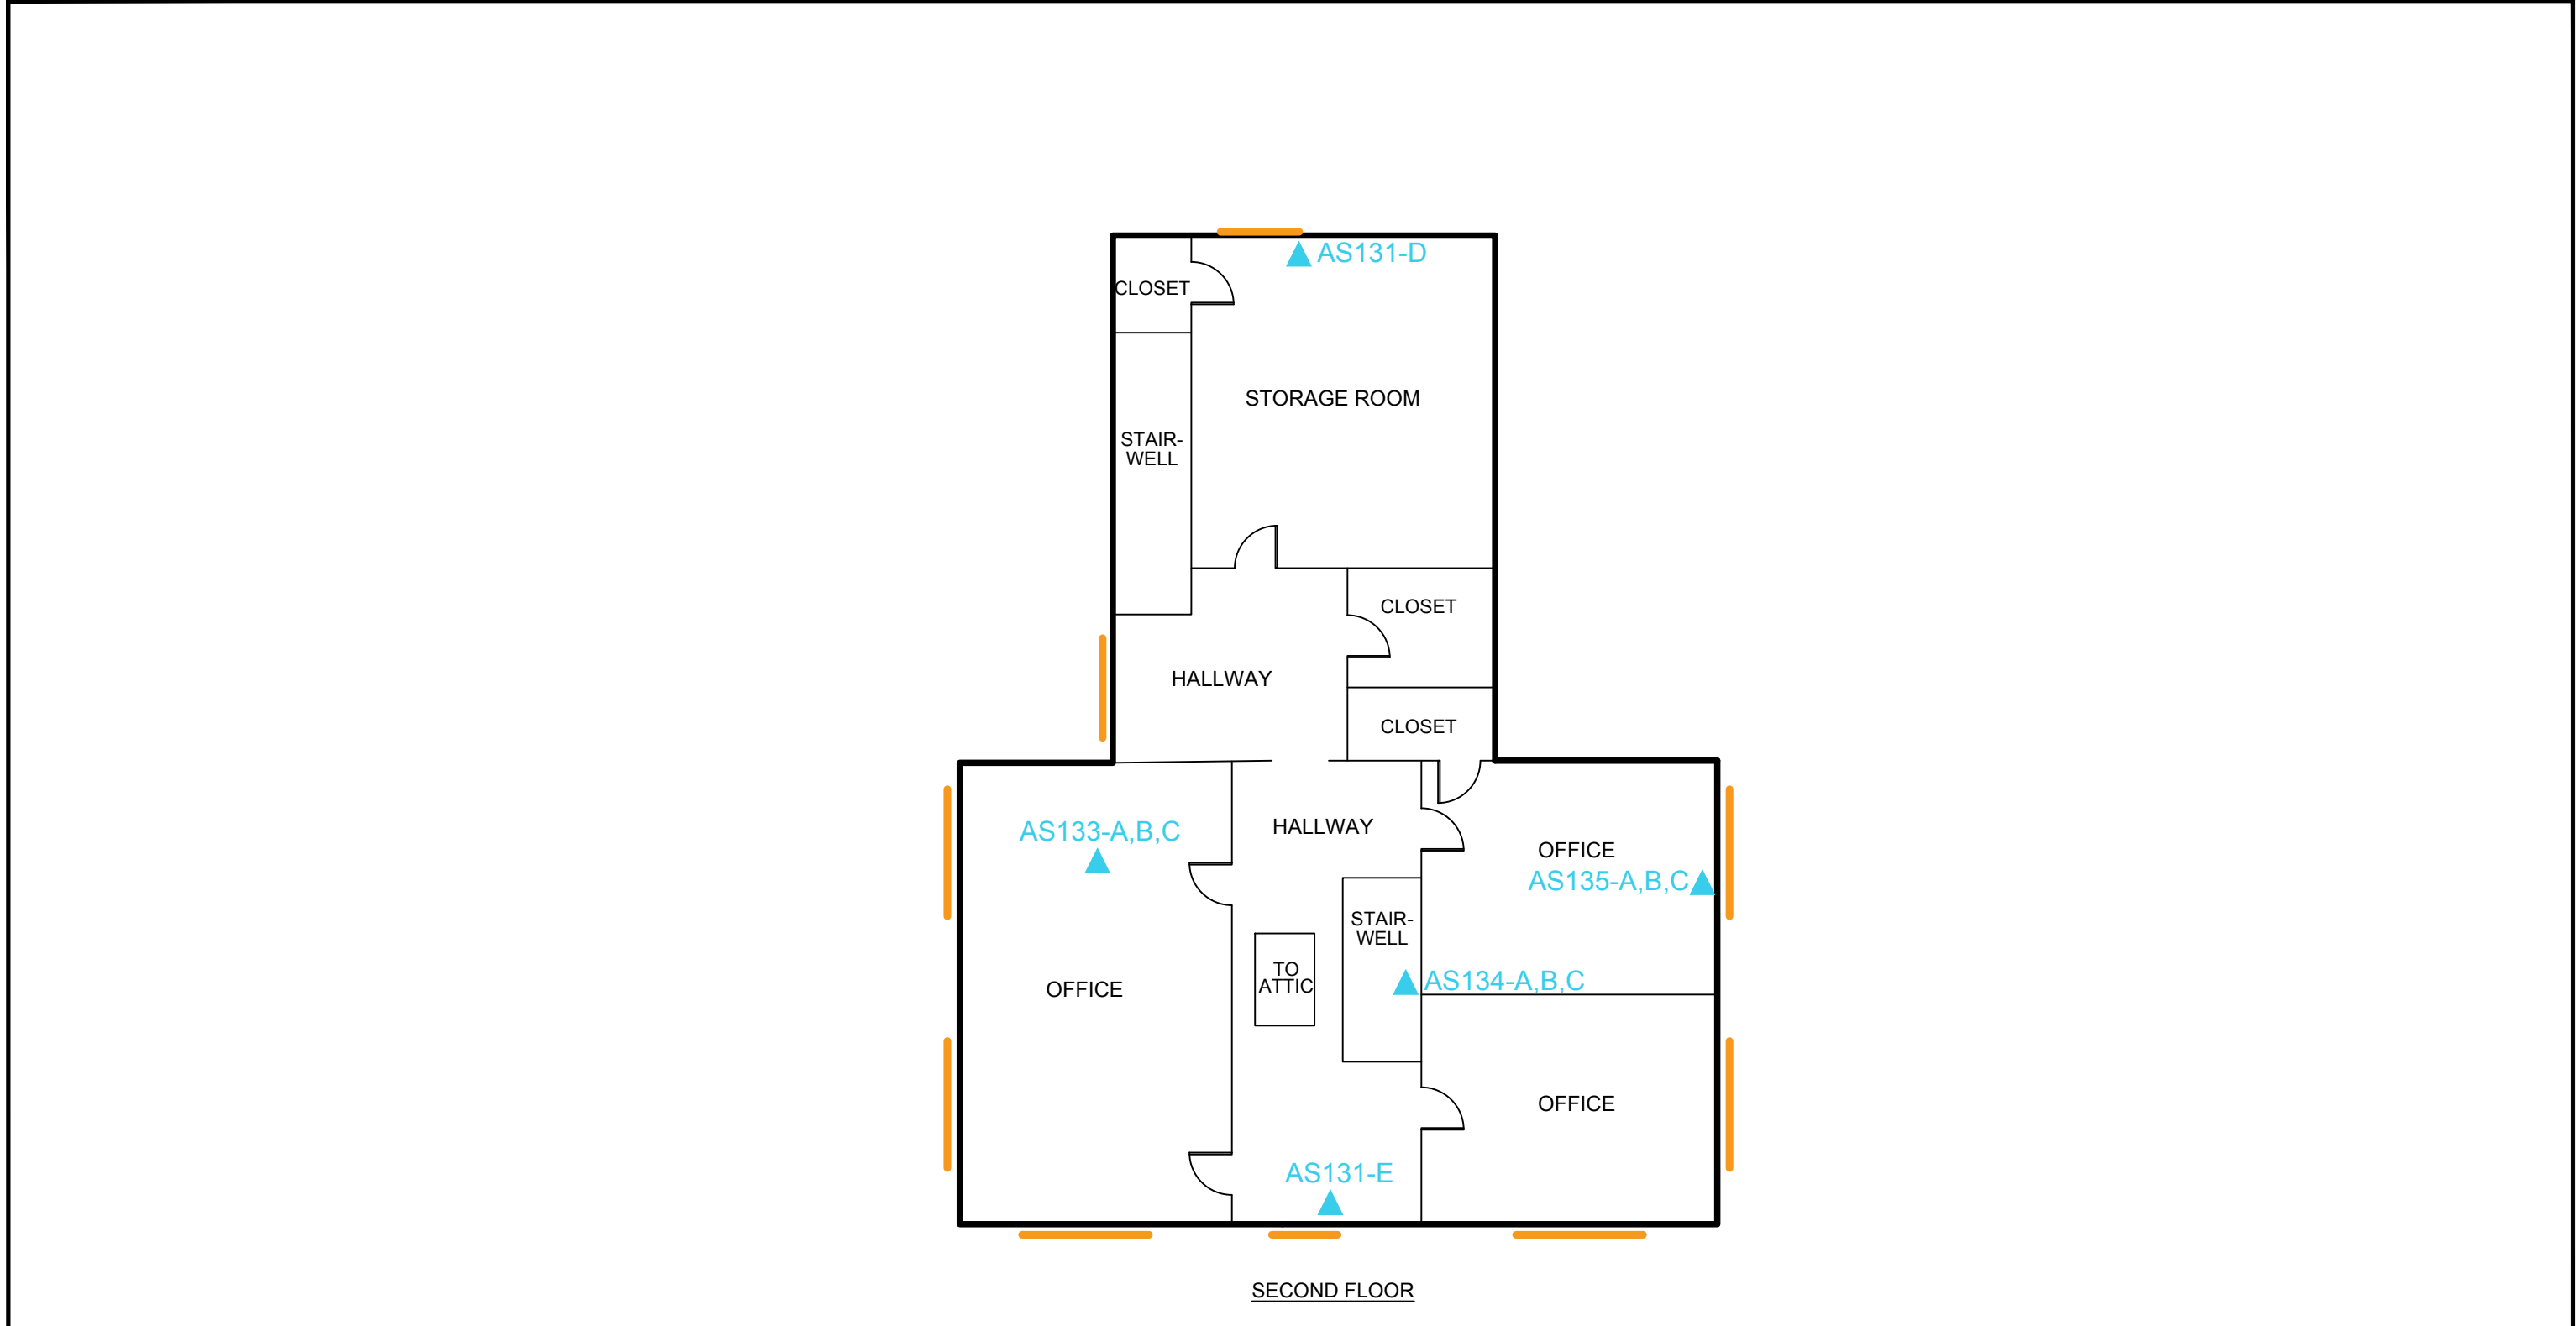 AS131-D
CLOSET
STORAGE ROOM
STAIR-
WELL
CLOSET
HALLWAY
CLOSET
AS133-A,B,C
HALLWAY
OFFICE
AS135-A,B,C
STAIR-
WELL
TO
ATTIC
AS134-A,B,C
OFFICE
OFFICE
AS131-E
SECOND FLOOR